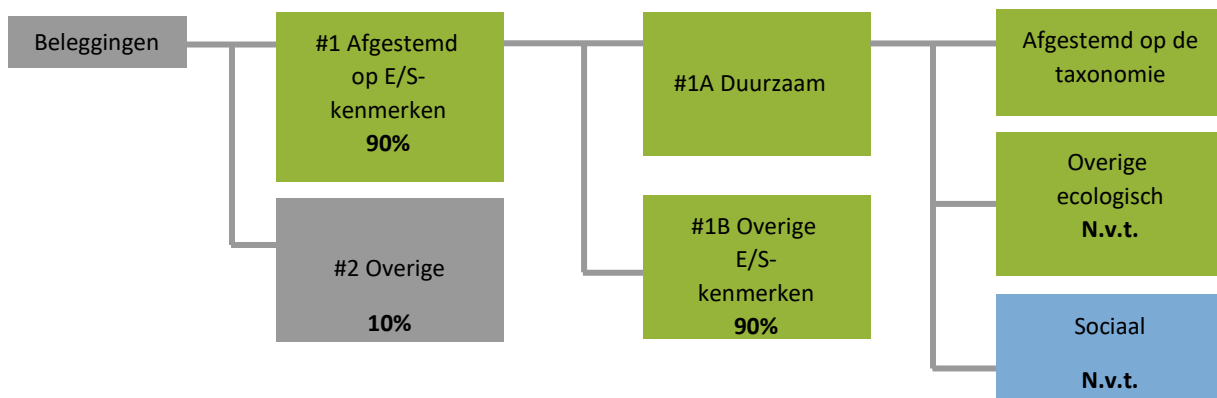 Beleggingen
#1 Afgestemd
op E/S-
kenmerken
90%
#2 Overige
10%
#1A Duurzaam
#1B Overige
E/S-
kenmerken
90%
Afgestemd op de
taxonomie
Overige
ecologisch
N.v.t.
Sociaal
N.v.t.